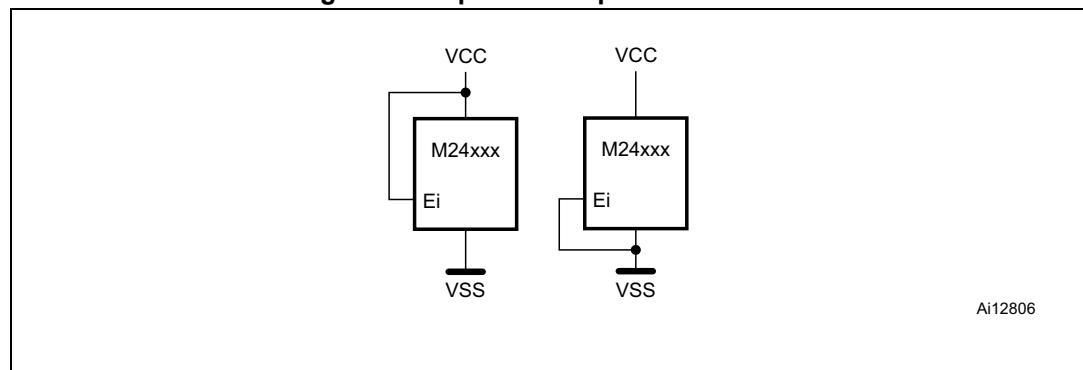 VCC VCC
M24xxx M24xxx
Ei Ei
VSS VSS
Ai12806